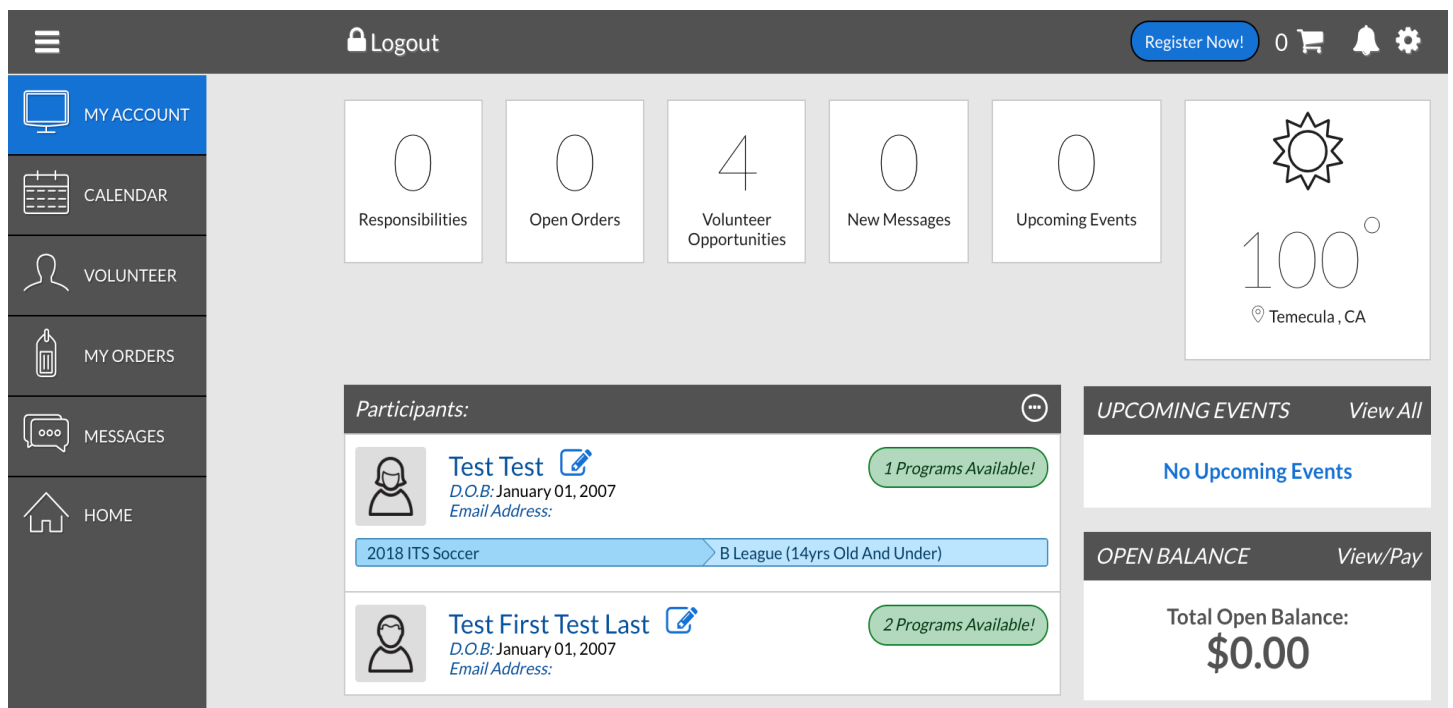 Logout
Register Now!
0
MY ACCOUNT
CALENDAR
VOLUNTEER
MY ORDERS
MESSAGES
HOME
0
Responsibilities
0
Open Orders
4
Volunteer
Opportunities
0
New Messages
0
Upcoming Events
100°
Temecula , CA
Participants:
Test Test
1 Programs Available!
D.O.B: January 01, 2007
Email Address:
2018 ITS Soccer
B League (14yrs Old And Under)
Test First Test Last
2 Programs Available!
D.O.B: January 01, 2007
Email Address:
UPCOMING EVENTS
View All
No Upcoming Events
OPEN BALANCE
View/Pay
Total Open Balance:
$0.00